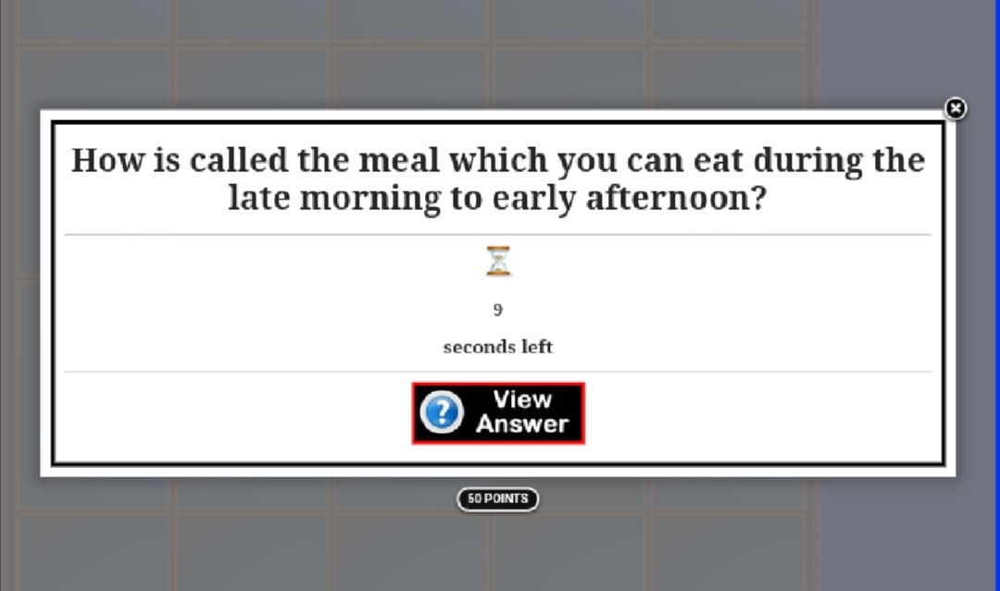 How is called the meal which you can eat during the
late morning to early afternoon?
9
seconds left
?
View
Answer
50 POINTS